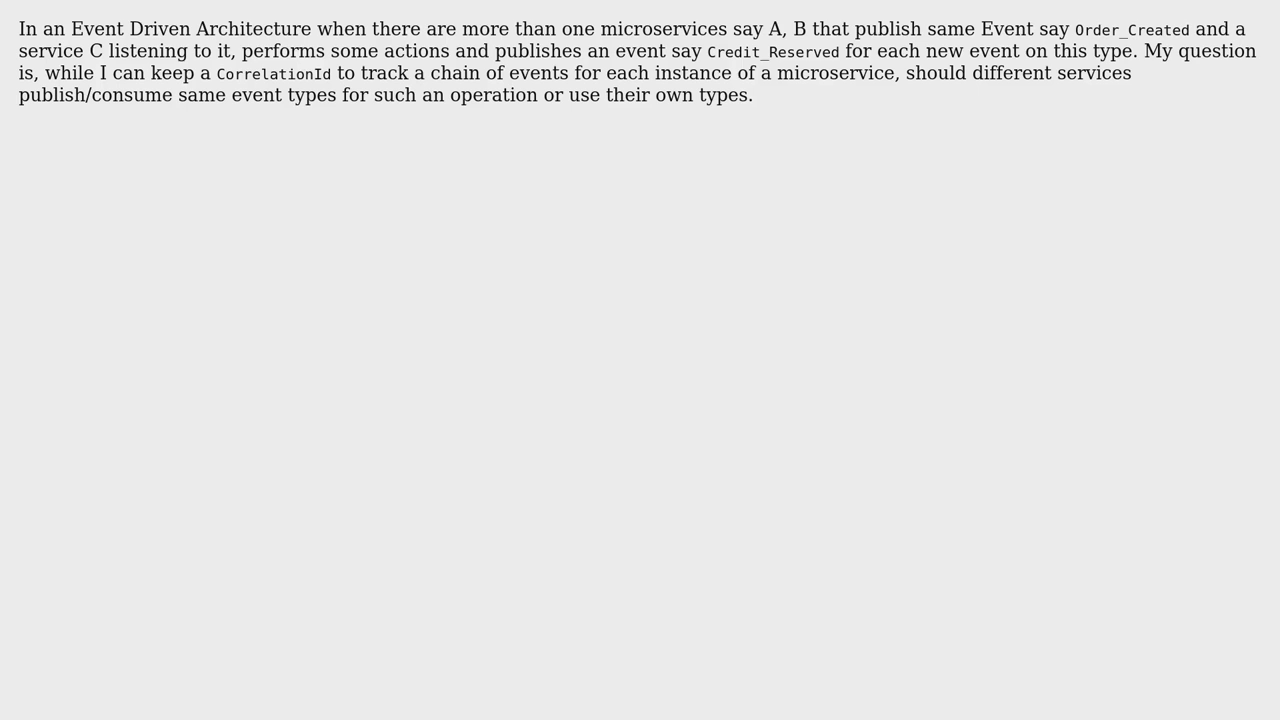 In an Event Driven Architecture when there are more than one microservices say A, B that publish same Event say Order_Created and a
service C listening to it, performs some actions and publishes an event say Credit_Reserved for each new event on this type. My question
is, while I can keep a CorrelationId to track a chain of events for each instance of a microservice, should different services
publish/consume same event types for such an operation or use their own types.